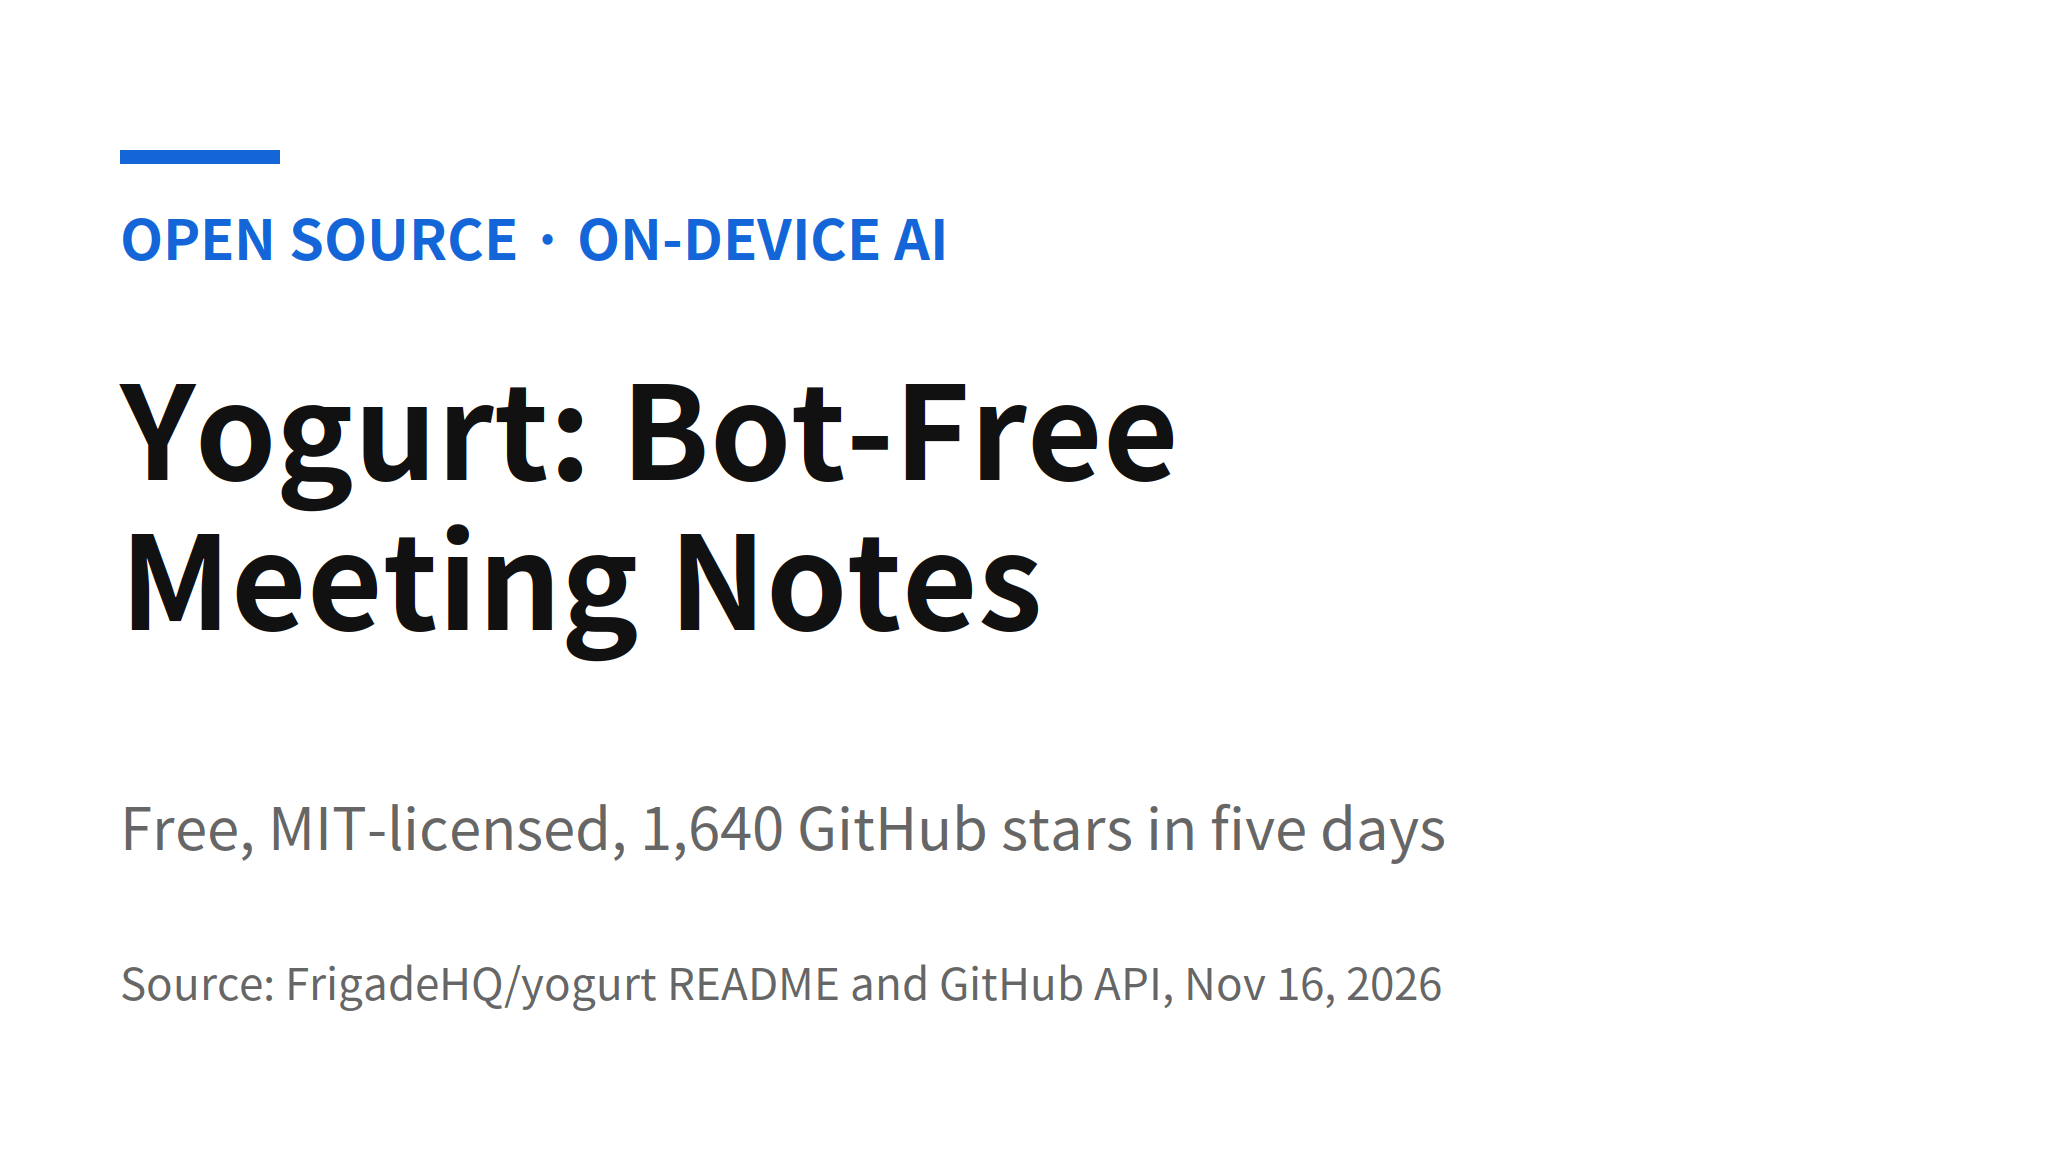 OPEN SOURCE · ON-DEVICE AI
Yogurt: Bot-Free
Meeting Notes
Free, MIT-licensed, 1,640 GitHub stars in five days
Source: FrigadeHQ/yogurt README and GitHub API, Nov 16, 2026